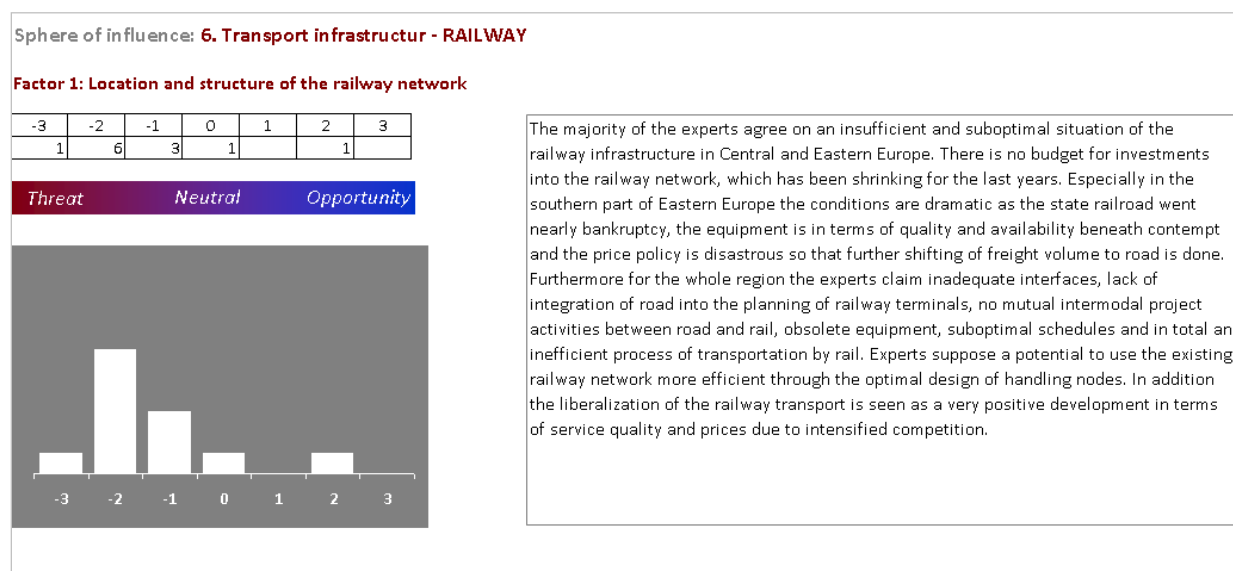 Sphere of influence: 6. Transport infrastructur - RAILWAY
Factor 1: Location and structure of the railway network
-3 -2 -1 0 1 2 3
1 6 3 1 1
Threat Neutral Opportunity
-3 -2 -1 0 1 2 3
The majority of the experts agree on an insufficient and suboptimal situation of the
railway infrastructure in Central and Eastern Europe. There is no budget for investments
into the railway network, which has been shrinking for the last years. Especially in the
southern part of Eastern Europe the conditions are dramatic as the state railroad went
nearly bankruptcy, the equipment is in terms of quality and availability beneath contempt
and the price policy is disastrous so that further shifting of freight volume to road is done.
Furthermore for the whole region the experts claim inadequate interfaces, lack of
integration of road into the planning of railway terminals, no mutual intermodal project
activities between road and rail, obsolete equipment, suboptimal schedules and in total an
inefficient process of transportation by rail. Experts suppose a potential to use the existing
railway network more efficient through the optimal design of handling nodes. In addition
the liberalization of the railway transport is seen as a very positive development in terms
of service quality and prices due to intensified competition.